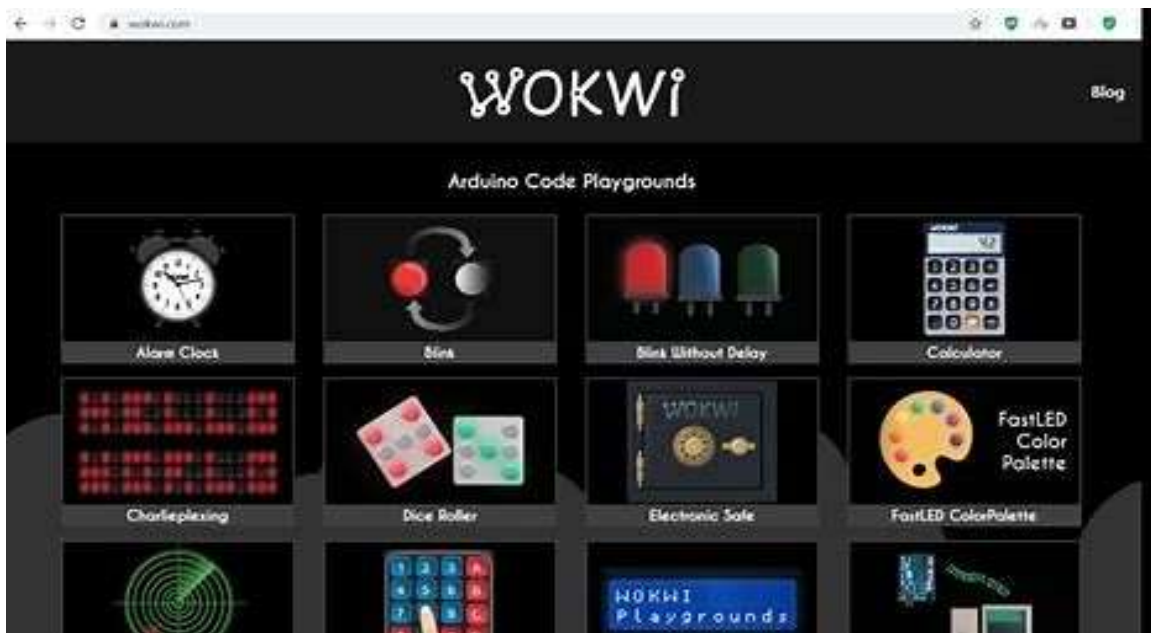 wokwi.com
WOKWi
Blog
Arduino Code Playgrounds
Alarm Clock
Blink
Blink Without Delay
Calculator
WOKWI
FastLED
Color
Palette
Charlieplexing
Dice Roller
Electronic Safe
FastLED ColorPalette
WOKWI
Playgrounds